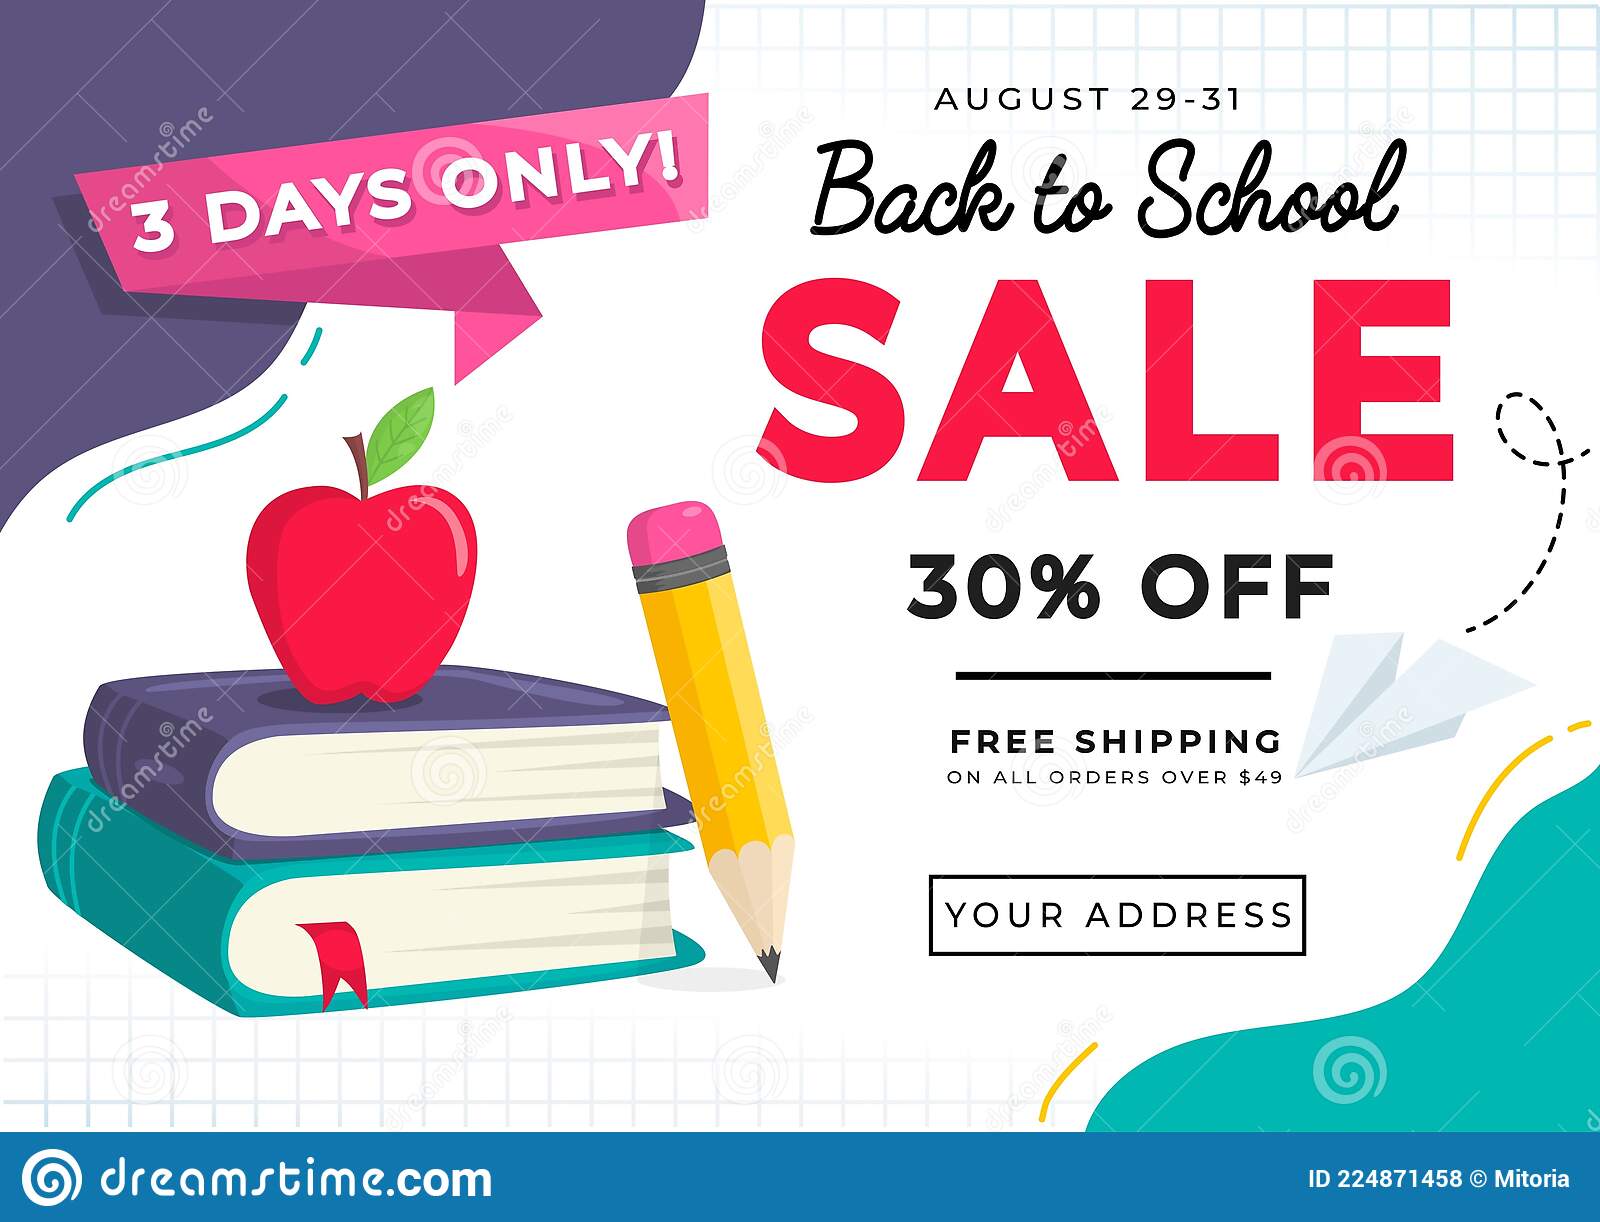 3 DAYS ONLY!
AUGUST 29-31
Back to School
SALE
30% OFF
FREE SHIPPING
ON ALL ORDERS OVER $49
YOUR ADDRESS
dreamstime.com
ID 224871458 © Mitoria